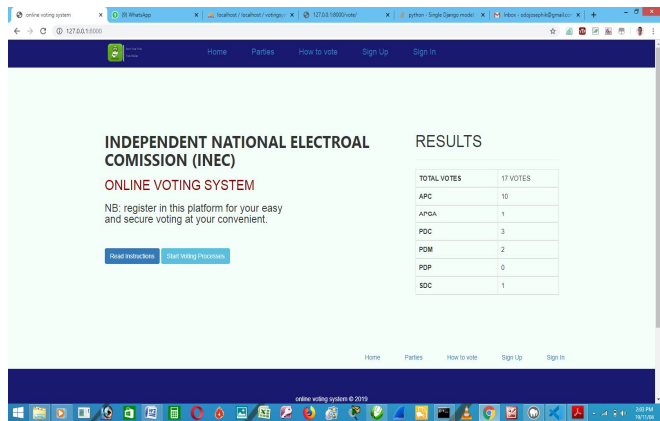 online voting system
(9) WhatsApp
localhost / localhost / votingsys
127.0.0.1:8000/vote/
python - Single Django model
Inbox - odojosephik@gmail.com
127.0.0.1:8000
Home Parties How to vote Sign Up Sign In
INDEPENDENT NATIONAL ELECTROAL
COMISSION (INEC)
ONLINE VOTING SYSTEM
NB: register in this platform for your easy
and secure voting at your convenient.
Read Instructions Start Voting Processes
RESULTS
TOTAL VOTES 17 VOTES
APC 10
APGA 1
PDC 3
PDM 2
PDP 0
SDC 1
Home Parties How to vote Sign Up Sign In
online voting system © 2019
2:03 PM